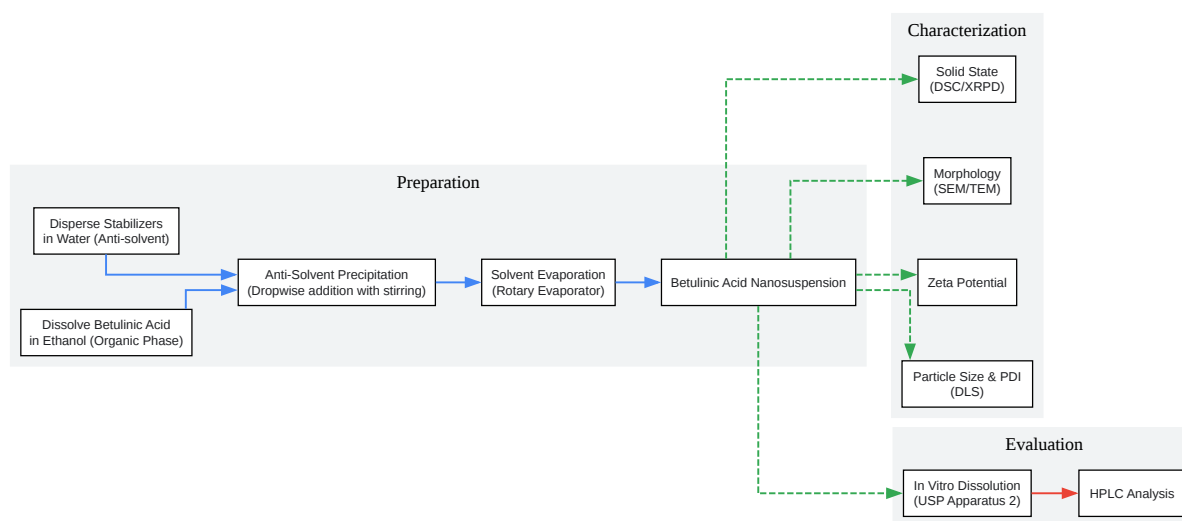 Preparation
Disperse Stabilizers
in Water (Anti-solvent)
Dissolve Betulinic Acid
in Ethanol (Organic Phase)
Anti-Solvent Precipitation
(Dropwise addition with stirring)
Solvent Evaporation
(Rotary Evaporator)
Betulinic Acid Nanosuspension
Characterization
Solid State
(DSC/XRPD)
Morphology
(SEM/TEM)
Zeta Potential
Particle Size & PDI
(DLS)
Evaluation
In Vitro Dissolution
(USP Apparatus 2)
HPLC Analysis